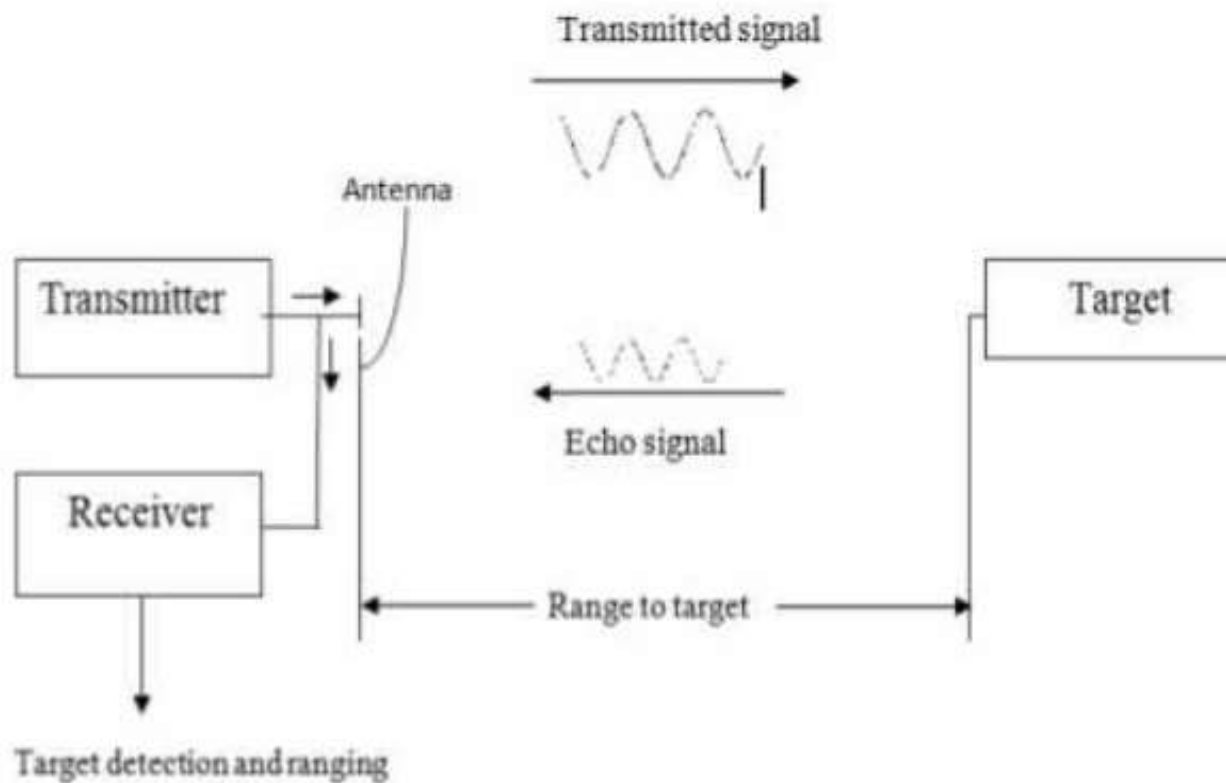 Transmitted signal
Antenna
Transmitter
Target
Echo signal
Receiver
Range to target
Target detection and ranging